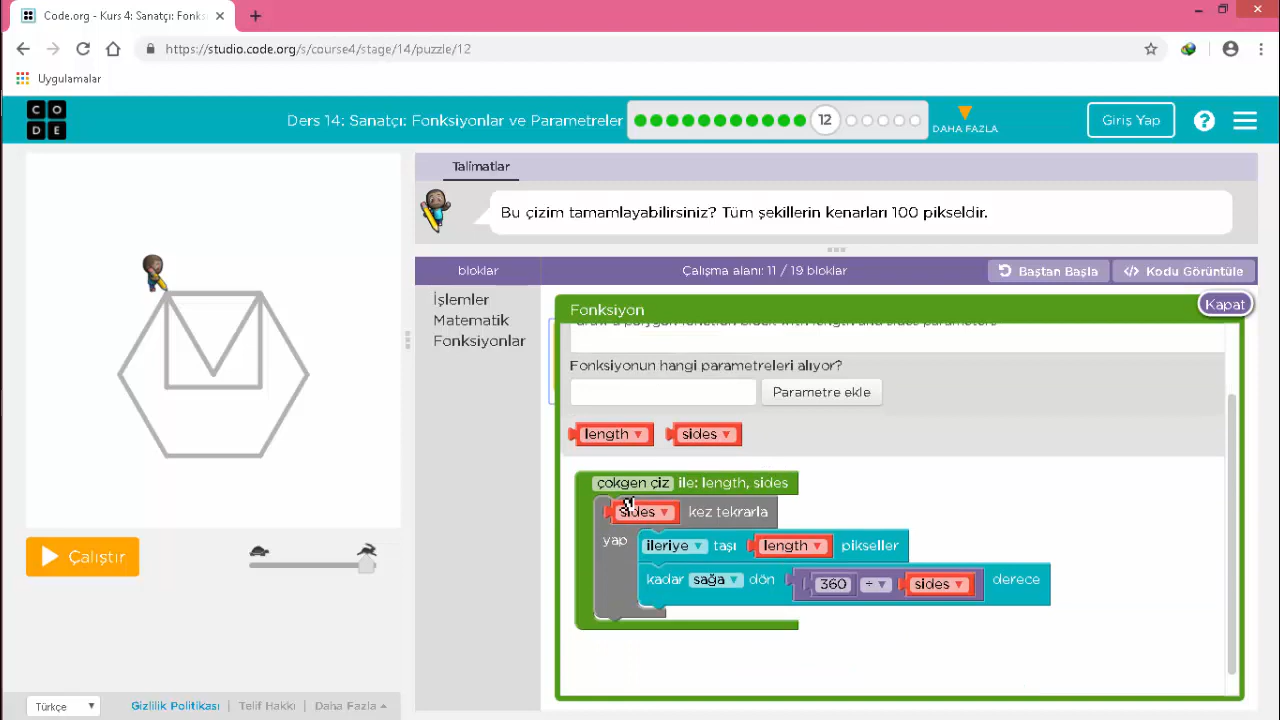 Code.org - Kurs 4: Sanatçı: Fonks
https://studio.code.org/s/course4/stage/14/puzzle/12
Uygulamalar
C O
D E
Ders 14: Sanatçı: Fonksiyonlar ve Parametreler
12
DAHA FAZLA
Giriş Yap
?
Talimatlar
Bu çizim tamamlayabilirsiniz? Tüm şekillerin kenarları 100 pikseldir.
bloklar
Çalışma alanı: 11 / 19 bloklar
Baştan Başla
</> Kodu Görüntüle
İşlemler
Matematik
Fonksiyonlar
Fonksiyon
Kapat
Fonksiyonun hangi parametreleri alıyor?
Parametre ekle
length
sides
çokgen çiz ile: length, sides
sides kez tekrarla
yap
ileriye taşı length pikseller
kadar sağa dön 360 ÷ sides derece
Çalıştır
Türkçe
Gizlilik Politikası | Telif Hakkı | Daha Fazla